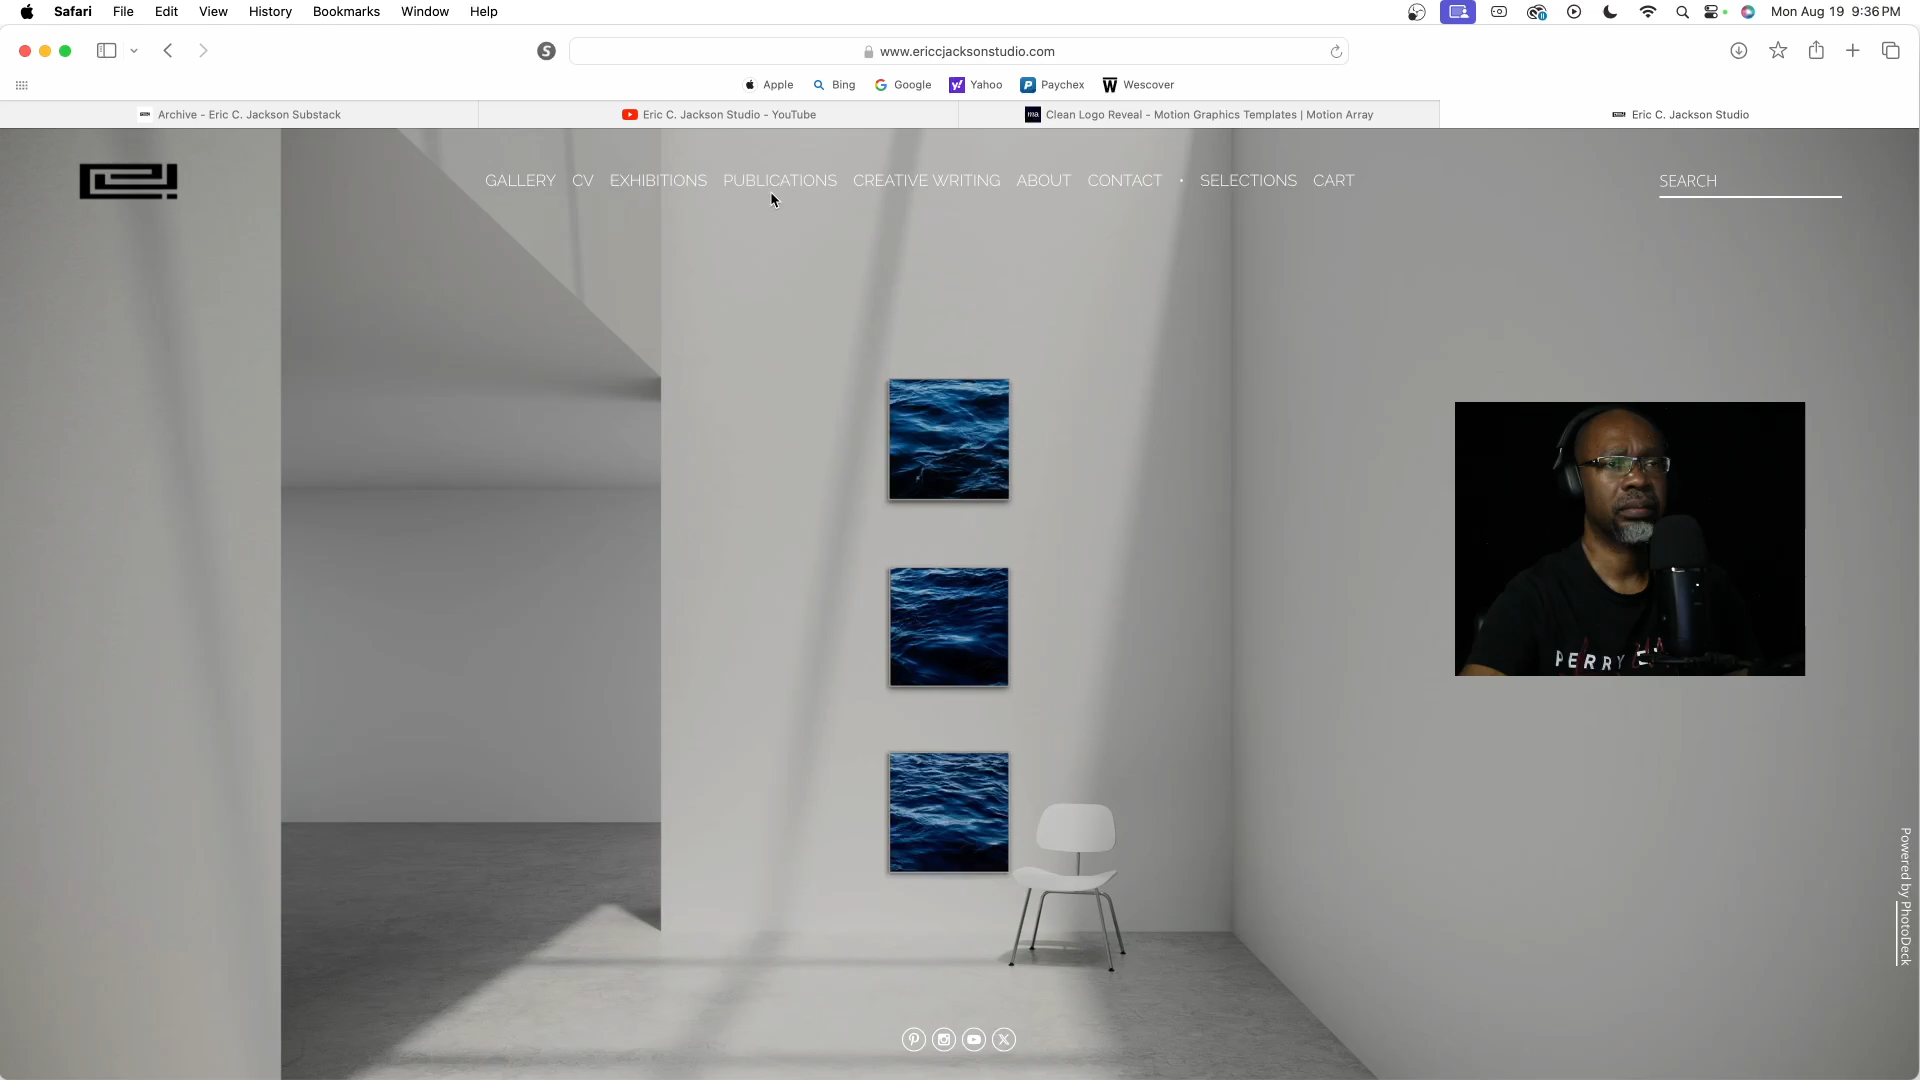 Safari File Edit View History Bookmarks Window Help Mon Aug 19 9:36 PM
www.ericcjacksonstudio.com
Apple Bing Google Yahoo Paychex Wescover
Archive - Eric C. Jackson Substack Eric C. Jackson Studio - YouTube Clean Logo Reveal - Motion Graphics Templates | Motion Array Eric C. Jackson Studio
GALLERY CV EXHIBITIONS PUBLICATIONS CREATIVE WRITING ABOUT CONTACT • SELECTIONS CART SEARCH
PERRY
Powered by PhotoDeck